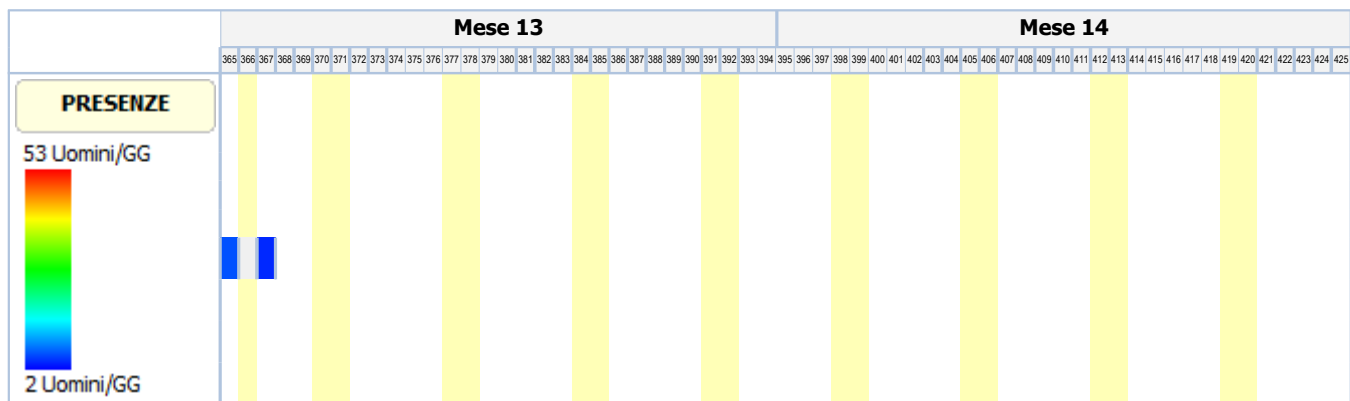 Mese 13 Mese 14
365 366 367 368 369 370 371 372 373 374 375 376 377 378 379 380 381 382 383 384 385 386 387 388 389 390 391 392 393 394 395 396 397 398 399 400 401 402 403 404 405 406 407 408 409 410 411 412 413 414 415 416 417 418 419 420 421 422 423 424 425
PRESENZE
53 Uomini/GG
2 Uomini/GG